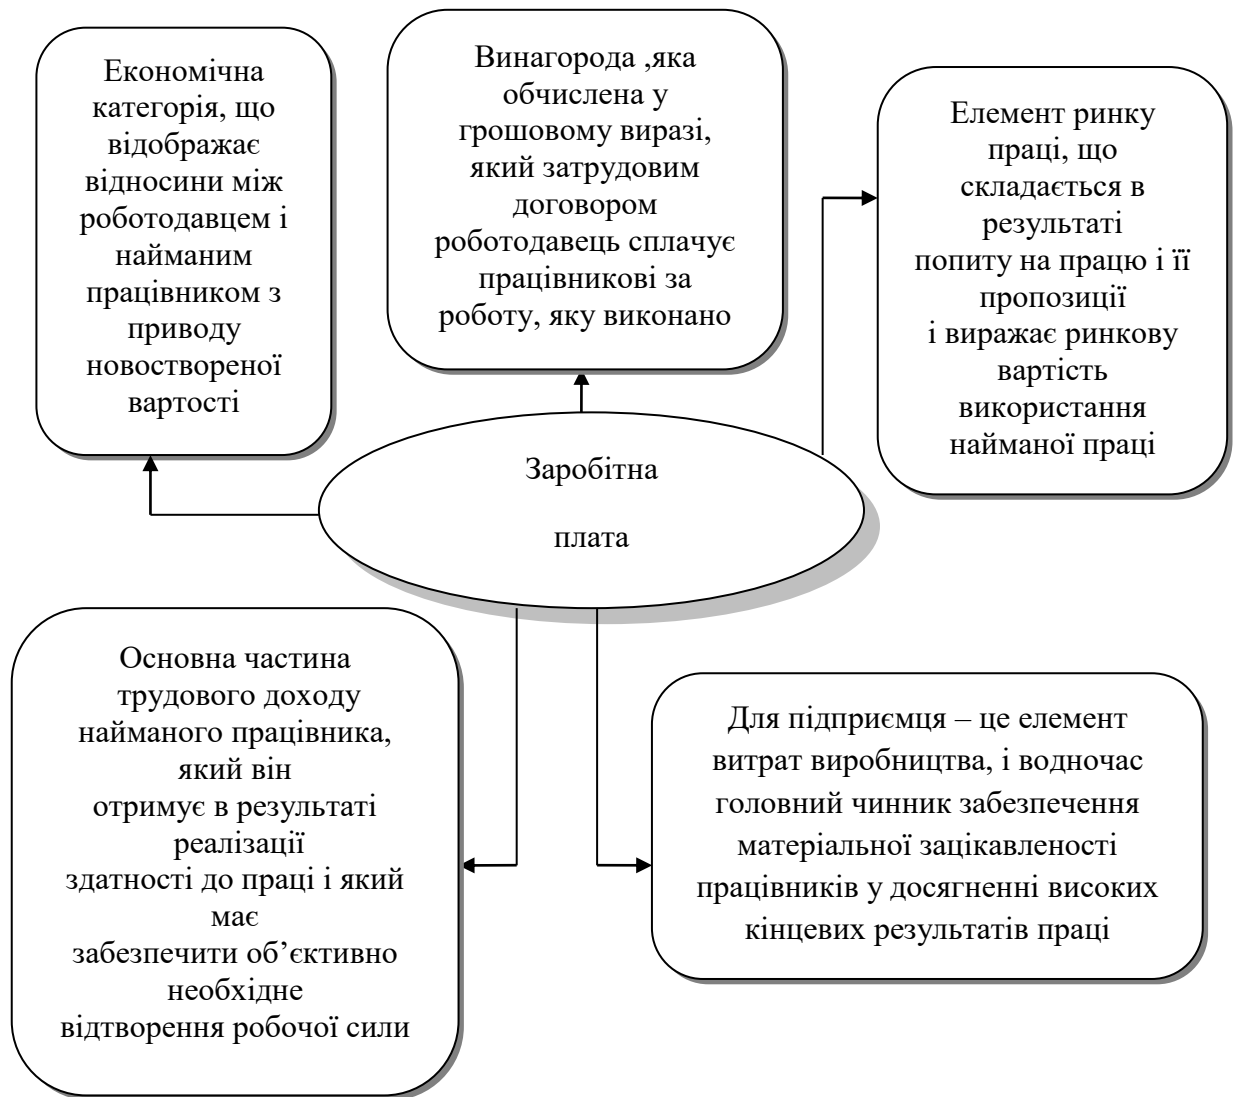 Економічна
категорія, що
відображає
відносини між
роботодавцем і
найманим
працівником з
приводу
новоствореної
вартості
Винагорода ,яка
обчислена у
грошовому виразі,
який затрудовим
договором
роботодавець сплачує
працівникові за
роботу, яку виконано
Елемент ринку
праці, що
складається в
результаті
попиту на працю і її
пропозиції
і виражає ринкову
вартість
використання
найманої праці
Заробітна
плата
Основна частина
трудового доходу
найманого працівника,
який він
отримує в результаті
реалізації
здатності до праці і який
має
забезпечити об’єктивно
необхідне
відтворення робочої сили
Для підприємця – це елемент
витрат виробництва, і водночас
головний чинник забезпечення
матеріальної зацікавленості
працівників у досягненні високих
кінцевих результатів праці